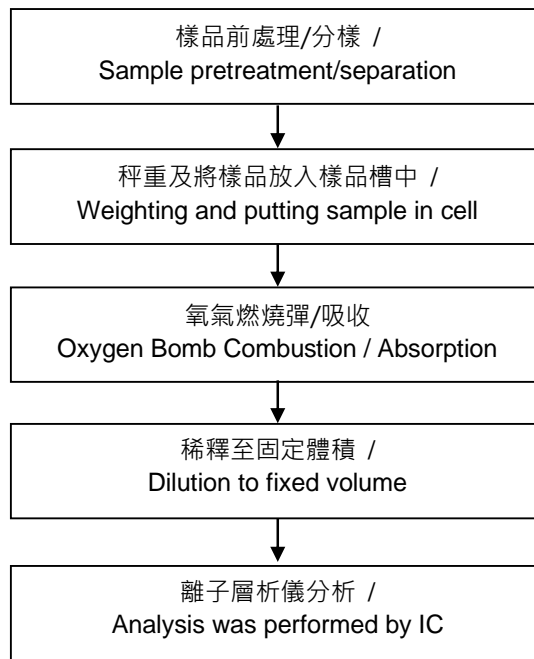 樣品前處理/分樣 /
Sample pretreatment/separation
秤重及將樣品放入樣品槽中 /
Weighting and putting sample in cell
氧氣燃燒彈/吸收
Oxygen Bomb Combustion / Absorption
稀釋至固定體積 /
Dilution to fixed volume
離子層析儀分析 /
Analysis was performed by IC